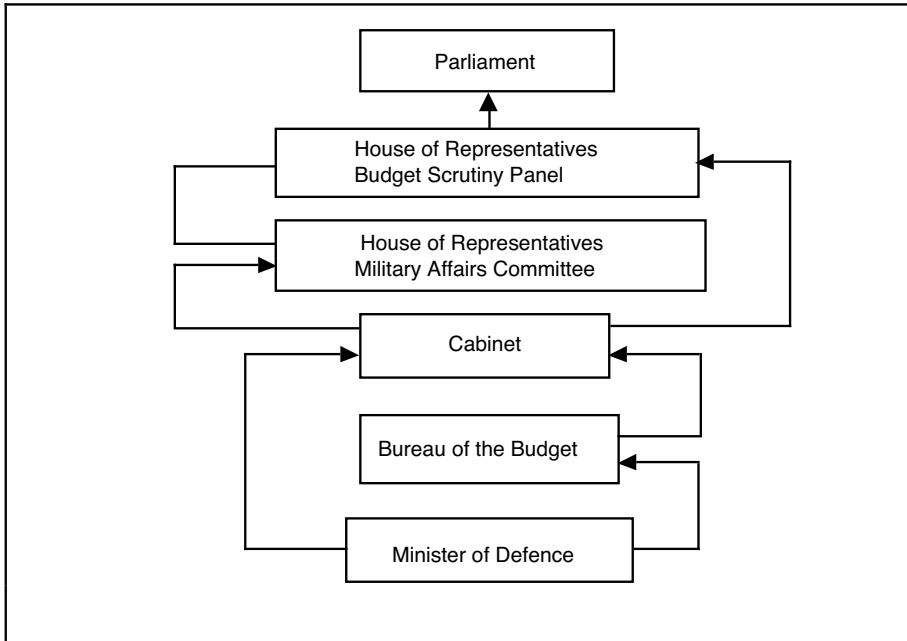 Parliament
House of Representatives
Budget Scrutiny Panel
House of Representatives
Military Affairs Committee
Cabinet
Bureau of the Budget
Minister of Defence